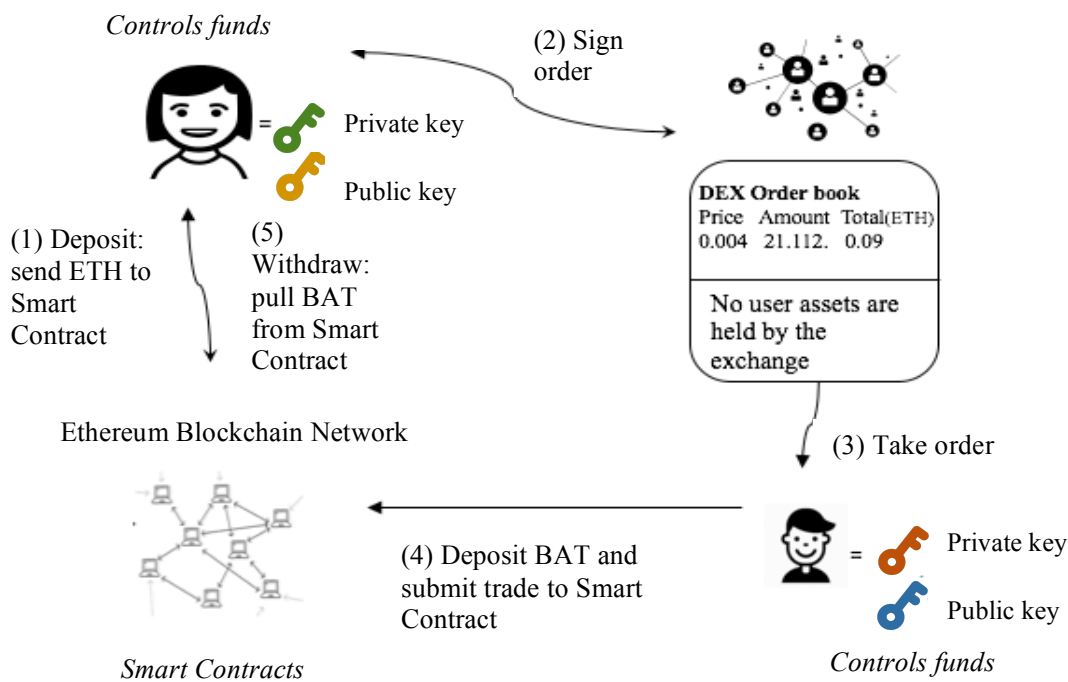 Controls funds
(2) Sign
order
= Private key
Public key
DEX Order book
Price Amount Total(ETH)
0.004 21.112. 0.09
No user assets are
held by the
exchange
(1) Deposit:
send ETH to
Smart
Contract
(5)
Withdraw:
pull BAT
from Smart
Contract
Ethereum Blockchain Network
(3) Take order
(4) Deposit BAT and
submit trade to Smart
Contract
= Private key
Public key
Smart Contracts
Controls funds